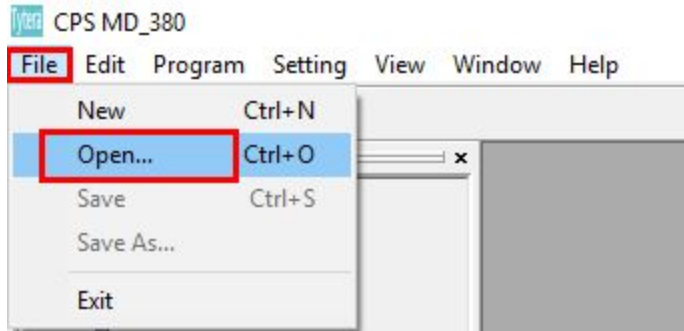 Tytera CPS MD_380
File Edit Program Setting View Window Help
New Ctrl+N
Open... Ctrl+O
x
Save Ctrl+S
Save As...
Exit